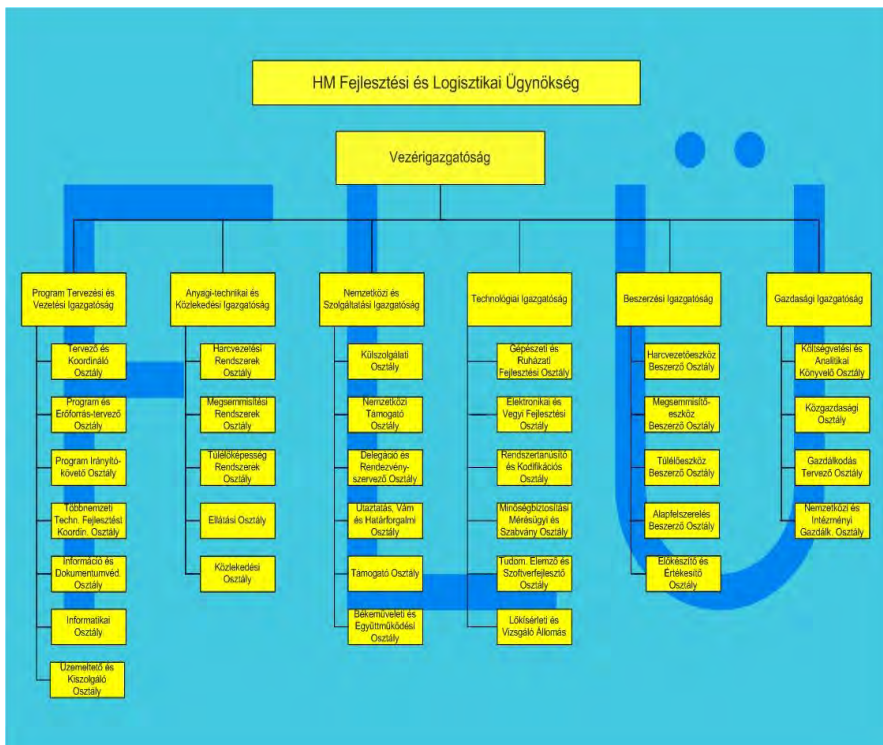 HM Fejlesztési és Logisztikai Ügynökség
Vezérigazgatóság
Program Tervezési és
Vezetési Igazgatóság
Tervező és
Koordináló
Osztály
Program és
Erőforrás-tervező
Osztály
Program Irányító-
követő Osztály
Többnemzeti
Techn. Fejlesztést
Koordin. Osztály
Információ és
Dokumentumvéd.
Osztály
Informatikai
Osztály
Üzemeltető és
Kiszolgáló
Osztály
Anyagi-technikai és
Közlekedési Igazgatóság
Harcvezetési
Rendszerek
Osztály
Megsemmisítési
Rendszerek
Osztály
Túlélőképesség
Rendszerek
Osztály
Ellátási Osztály
Közlekedési
Osztály
Nemzetközi és
Szolgáltatási Igazgatóság
Külszolgálati
Osztály
Nemzetközi
Támogató
Osztály
Delegáció és
Rendezvény-
szervező Osztály
Utaztatás, Vám
és Határforgalmi
Osztály
Támogató Osztály
Békeműveleti és
Együttműködési
Osztály
Technológiai Igazgatóság
Gépészeti és
Ruházati
Fejlesztési Osztály
Elektronikai és
Vegyi Fejlesztési
Osztály
Rendszertanúsító
és Kodifikációs
Osztály
Minőségbiztosítási
Mérésügyi és
Szabvány Osztály
Tudom. Elemző és
Szoftverfejlesztő
Osztály
Lőkísérleti és
Vizsgáló Állomás
Beszerzési Igazgatóság
Harcvezetőeszköz
Beszerző Osztály
Megsemmisítő-
eszköz
Beszerző Osztály
Túlélőeszköz
Beszerző Osztály
Alapfelszerelés
Beszerző Osztály
Előkészítő és
Értékesítő Osztály
Gazdasági Igazgatóság
Költségvetési és
Analitikai
Könyvelő Osztály
Közgazdasági
Osztály
Gazdálkodás
Tervező Osztály
Nemzetközi és
Intézményi
Gazdálk. Osztály
FLÜ